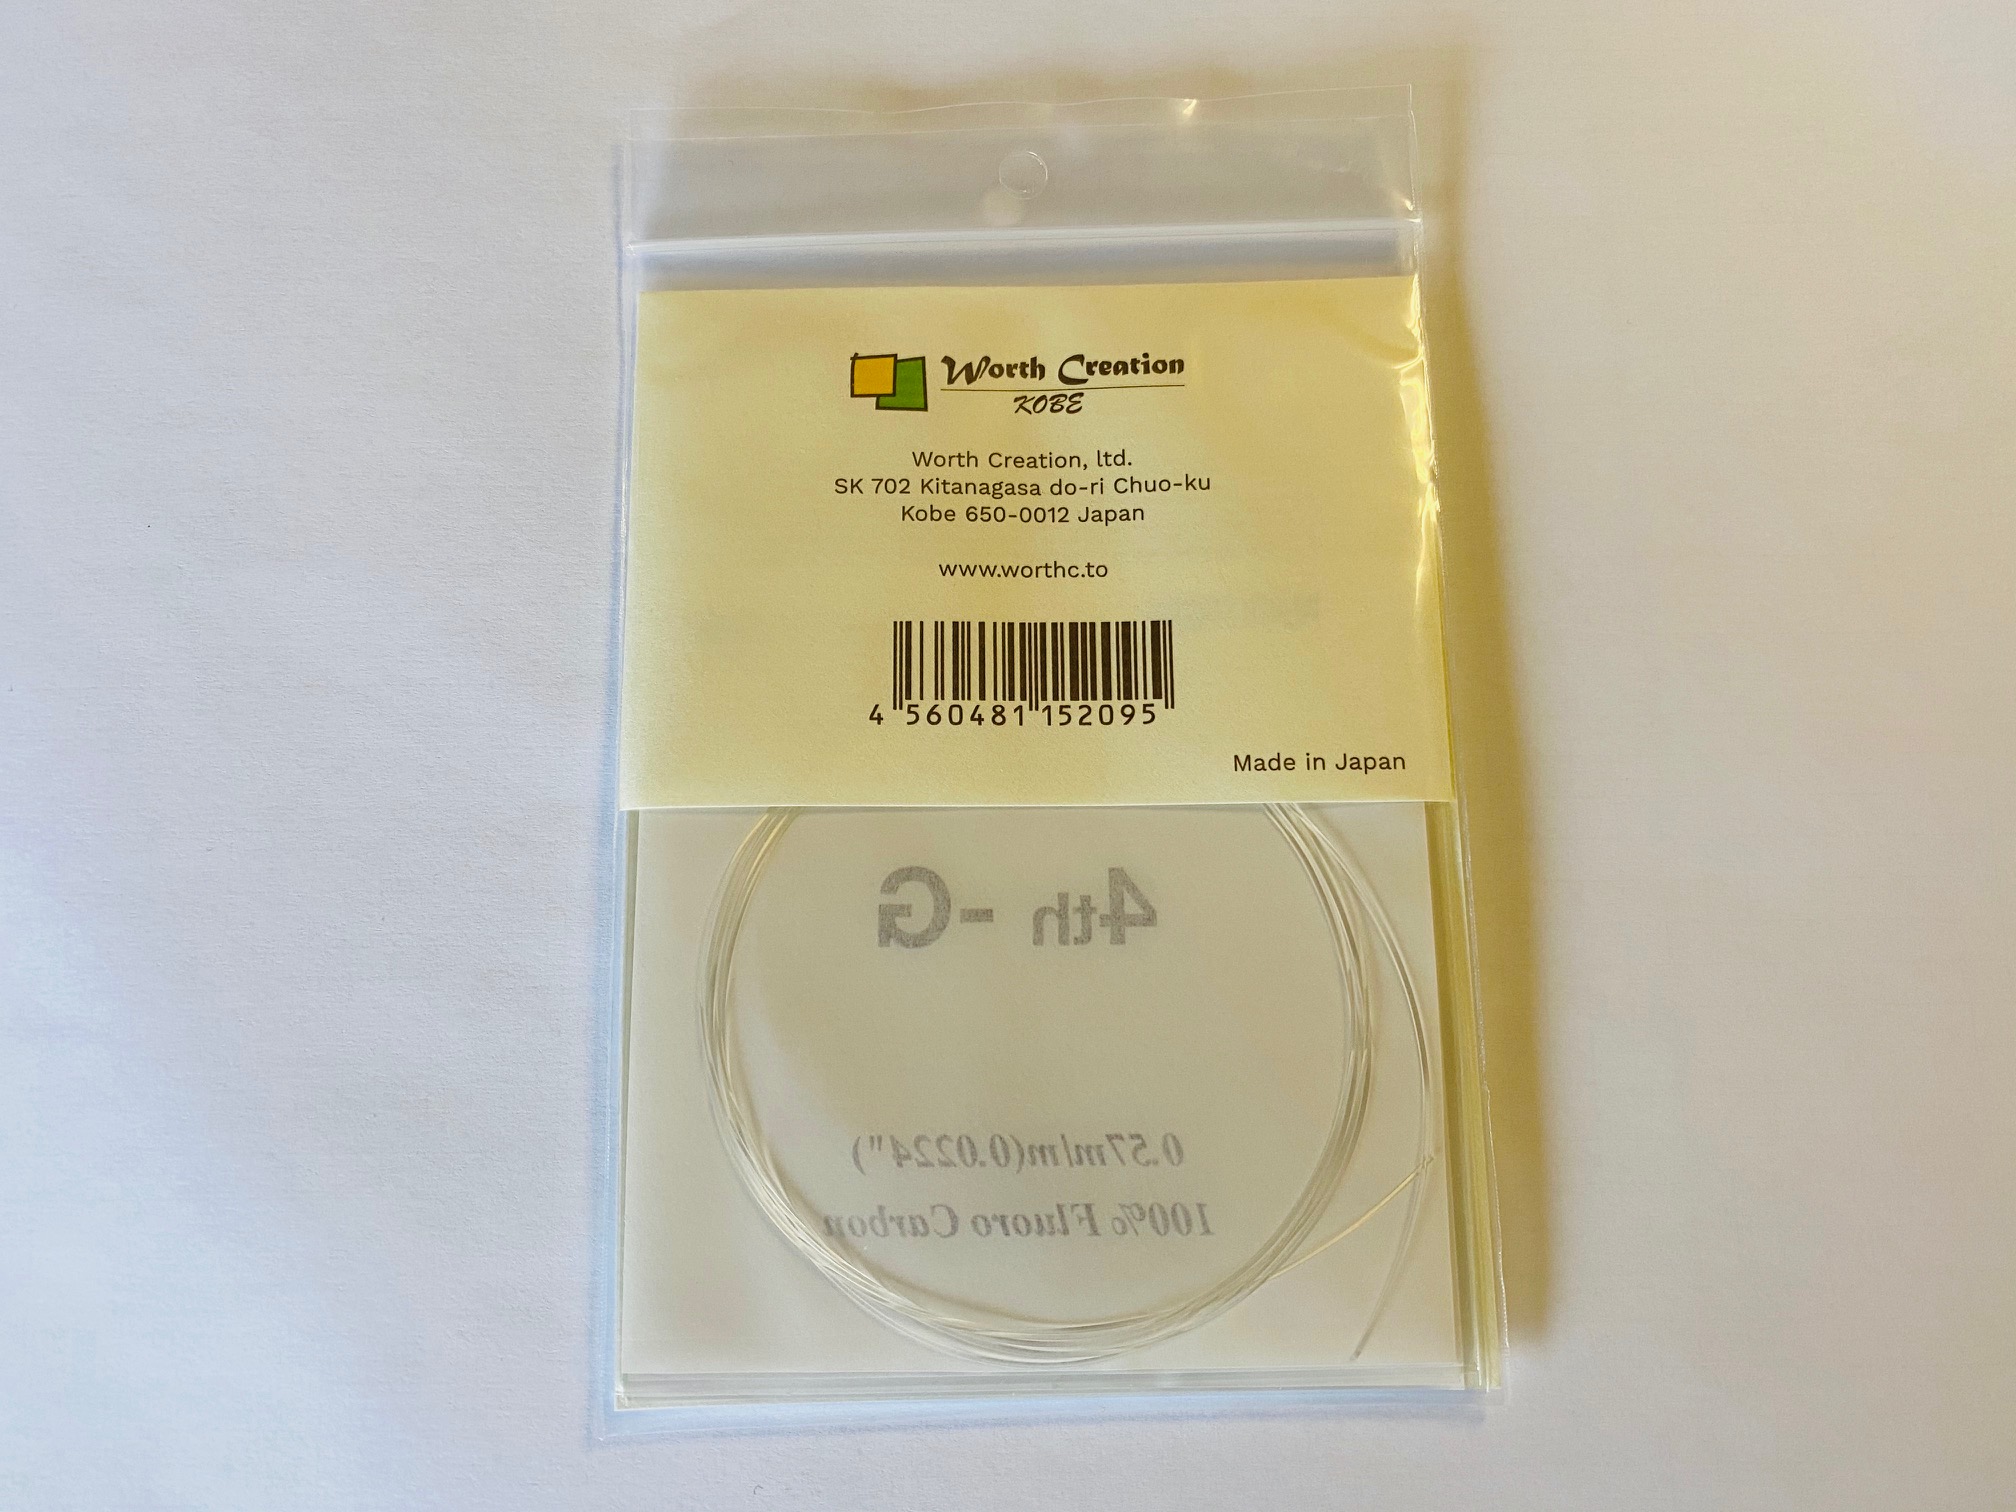 Worth Creation
KOBE
Worth Creation, ltd.
SK 702 Kitanagasa do-ri Chuo-ku
Kobe 650-0012 Japan
www.worthc.to
4 560481 152095
Made in Japan
4th -G
0.57m/m(0.0224")
100% Fluoro Carbon